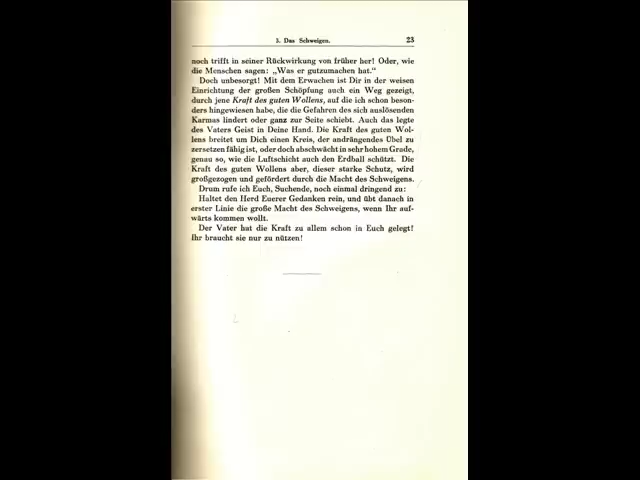 5. Das Schweigen. 23
noch trifft in seiner Rückwirkung von früher her! Oder, wie
die Menschen sagen: „Was er gutzumachen hat.“
Doch unbesorgt! Mit dem Erwachen ist Dir in der weisen
Einrichtung der großen Schöpfung auch ein Weg gezeigt,
durch jene Kraft des guten Wollens, auf die ich schon beson-
ders hingewiesen habe, die die Gefahren des sich auslösenden
Karmas lindert oder ganz zur Seite schiebt. Auch das legte
des Vaters Geist in Deine Hand. Die Kraft des guten Wol-
lens breitet um Dich einen Kreis, der andrängendes Übel zu
zersetzen fähig ist, oder doch abschwächt in sehr hohem Grade,
genau so, wie die Luftschicht auch den Erdball schützt. Die
Kraft des guten Wollens aber, dieser starke Schutz, wird
großgezogen und gefördert durch die Macht des Schweigens.
Drum rufe ich Euch, Suchende, noch einmal dringend zu:
Haltet den Herd Euerer Gedanken rein, und übt danach in
erster Linie die große Macht des Schweigens, wenn Ihr auf-
wärts kommen wollt.
Der Vater hat die Kraft zu allem schon in Euch gelegt!
Ihr braucht sie nur zu nützen!